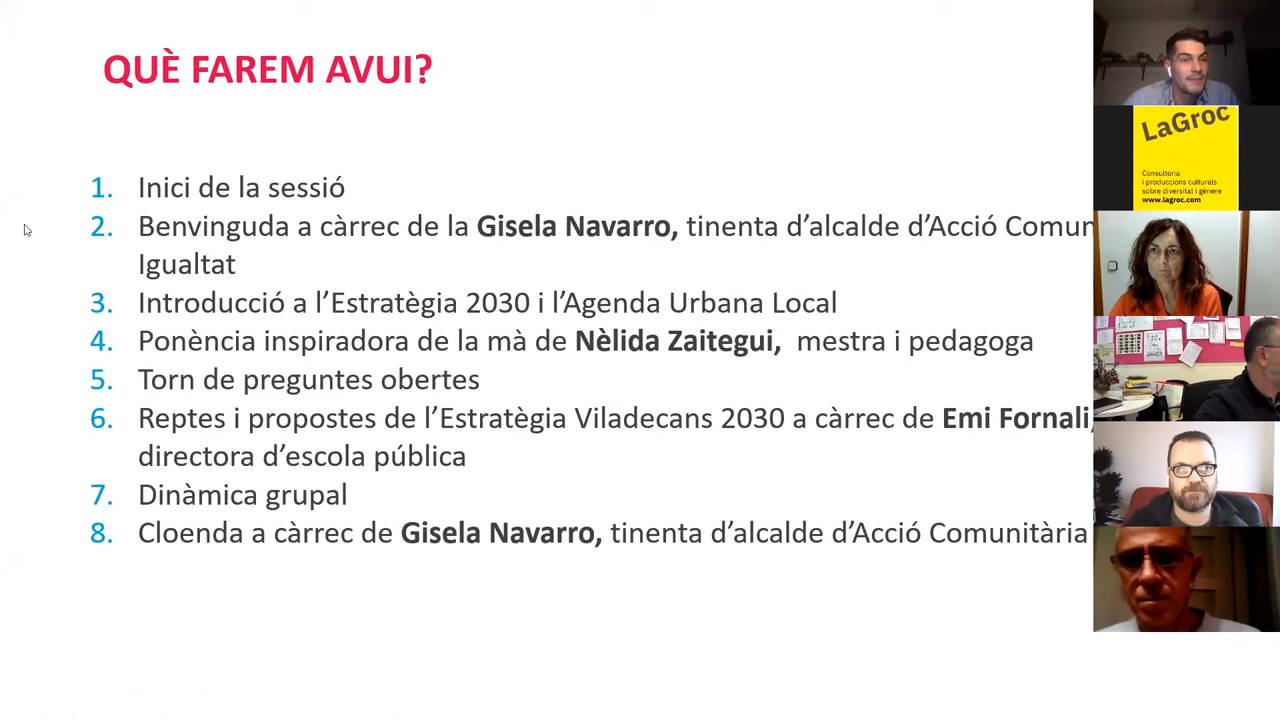 QUÈ FAREM AVUI?
1. Inici de la sessió
2. Benvinguda a càrrec de la Gisela Navarro, tinenta d’alcalde d’Acció Comun
Igualtat
3. Introducció a l’Estratègia 2030 i l’Agenda Urbana Local
4. Ponència inspiradora de la mà de Nèlida Zaitegui, mestra i pedagoga
5. Torn de preguntes obertes
6. Reptes i propostes de l’Estratègia Viladecans 2030 a càrrec de Emi Fornali,
directora d’escola pública
7. Dinàmica grupal
8. Cloenda a càrrec de Gisela Navarro, tinenta d’alcalde d’Acció Comunitària
LaGroc
Consultoria
i produccions culturals
sobre diversitat i gènere
www.lagroc.com